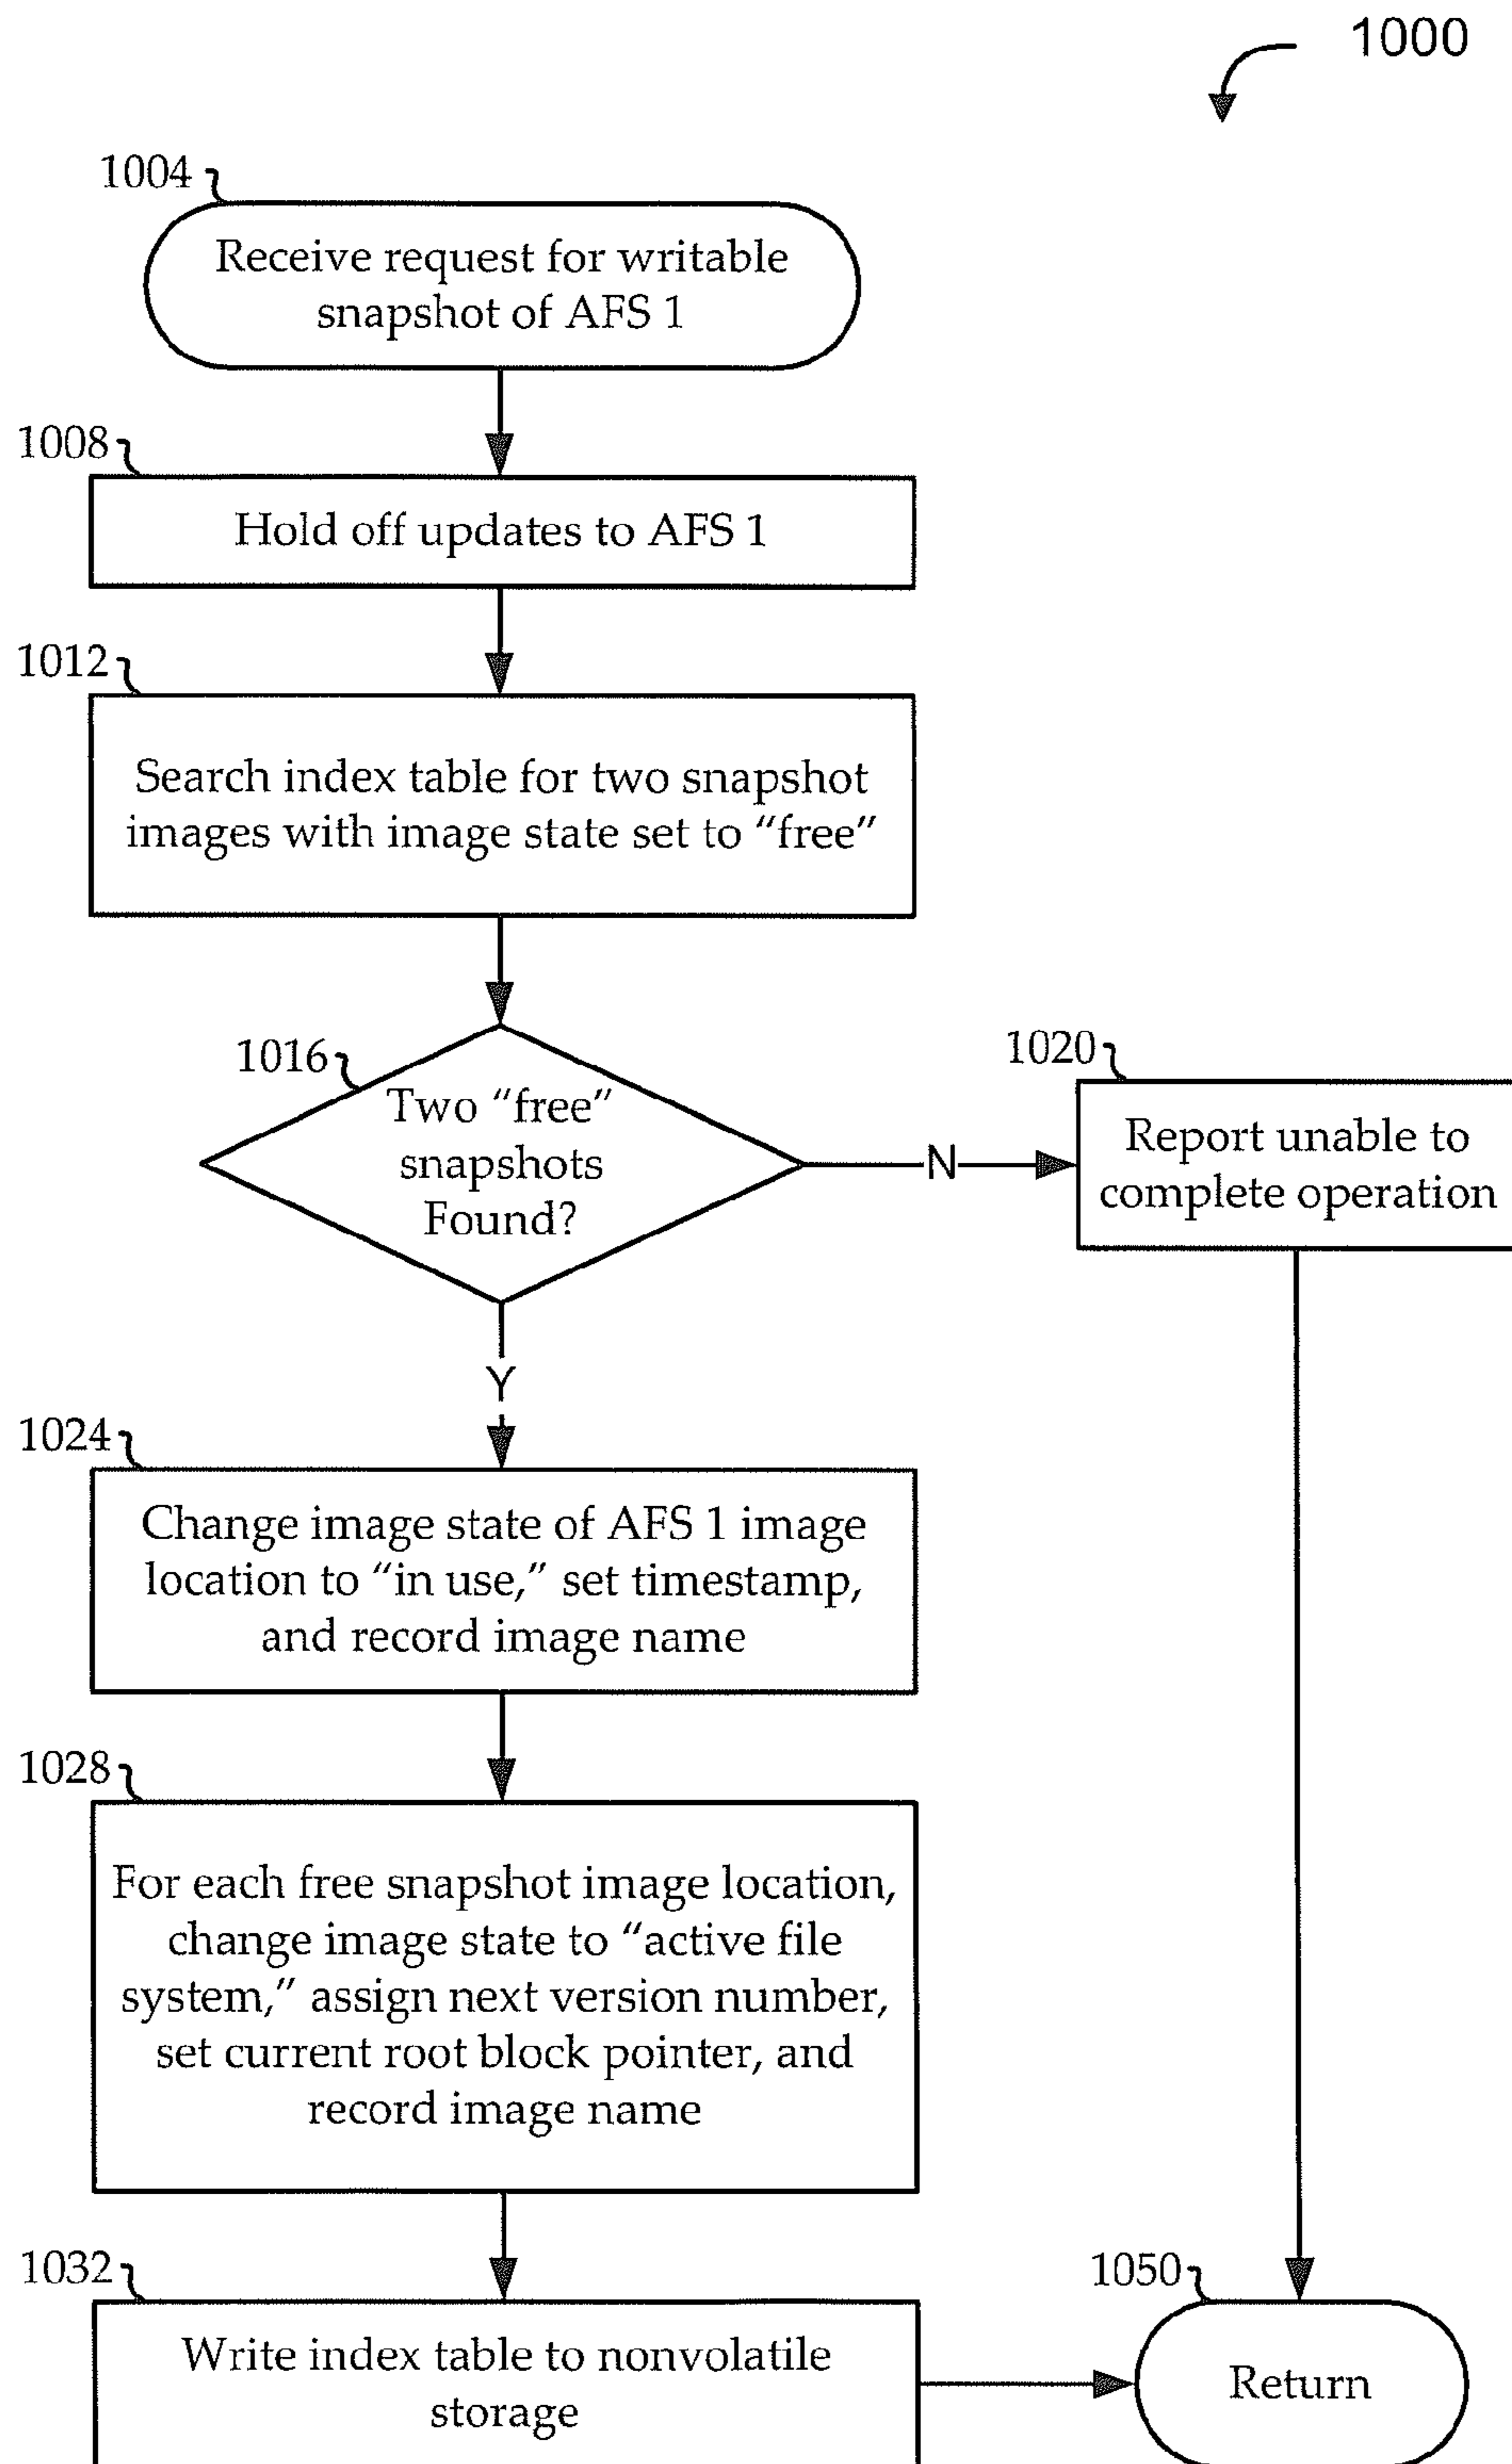 1000
1004
Receive request for writable
snapshot of AFS 1
1008
Hold off updates to AFS 1
1012
Search index table for two snapshot
images with image state set to “free”
1016
Two “free”
snapshots
Found?
N
1020
Report unable to
complete operation
Y
1024
Change image state of AFS 1 image
location to “in use,” set timestamp,
and record image name
1028
For each free snapshot image location,
change image state to “active file
system,” assign next version number,
set current root block pointer, and
record image name
1032
Write index table to nonvolatile
storage
1050
Return